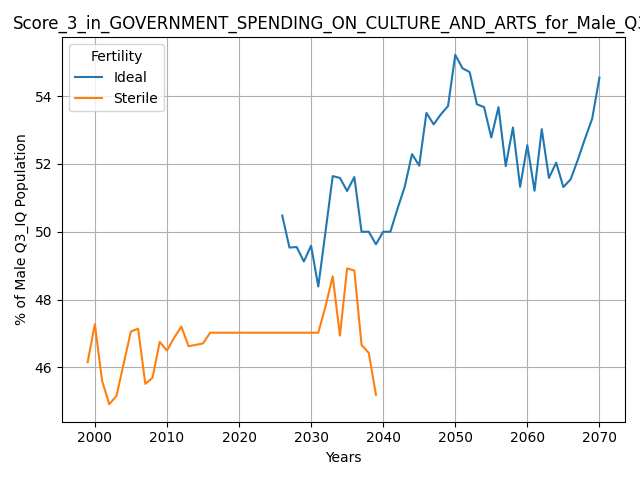 Score_3_in_GOVERNMENT_SPENDING_ON_CULTURE_AND_ARTS_for_Male_Q3
Fertility
Ideal
Sterile
% of Male Q3_IQ Population
54
52
50
48
46
2000 2010 2020 2030 2040 2050 2060 2070
Years